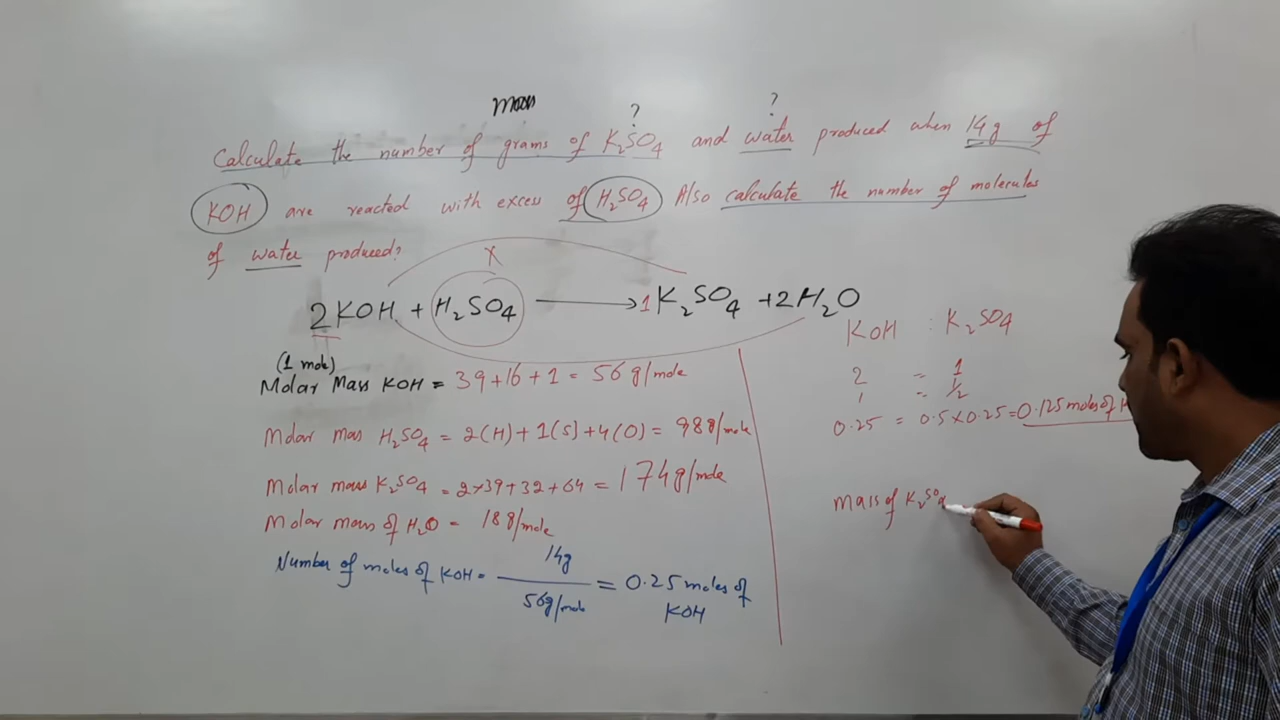 mass
? ?
Calculate the number of grams of K₂SO₄ and water produced when 14g of
KOH are reacted with excess of H₂SO₄ Also calculate the number of molecules
of water produced?
X
2KOH + H₂SO₄ → 1K₂SO₄ + 2H₂O
(1 mole)
Molar Mass KOH = 39+16+1 = 56g/mole
Molar mass H₂SO₄ = 2(H)+1(S)+4(O) = 98g/mole
Molar mass K₂SO₄ = 2×39+32+64 = 174g/mole
Molar mass of H₂O = 18g/mole
Number of moles of KOH = 14g / 56g/mole = 0.25 moles of
KOH
KOH : K₂SO₄
2 = 1
1 = 1/2
0.25 = 0.5×0.25=0.125 moles of
Mass of K₂SO₄